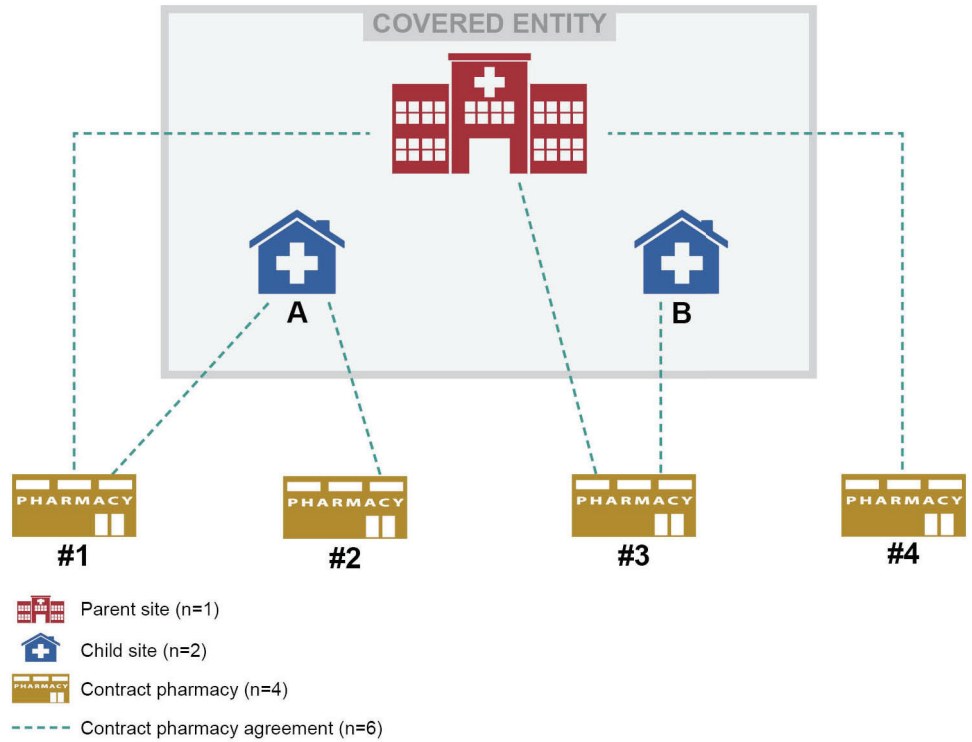 COVERED ENTITY
A
B
PHARMACY
PHARMACY
PHARMACY
PHARMACY
#1
#2
#3
#4
Parent site (n=1)
Child site (n=2)
PHARMACY
Contract pharmacy (n=4)
Contract pharmacy agreement (n=6)